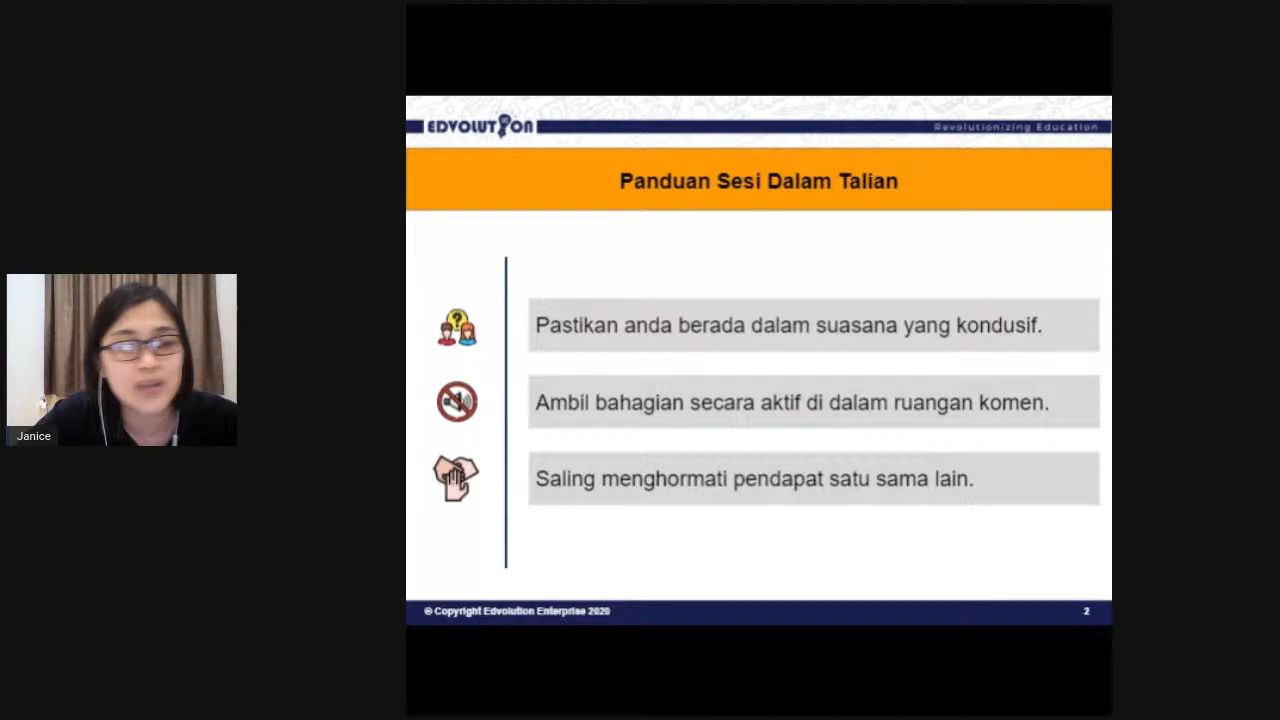 EDVOLUTION
Revolutionizing Education
Panduan Sesi Dalam Talian
Pastikan anda berada dalam suasana yang kondusif.
Ambil bahagian secara aktif di dalam ruangan komen.
Saling menghormati pendapat satu sama lain.
Janice
© Copyright Edvolution Enterprise 2020
2